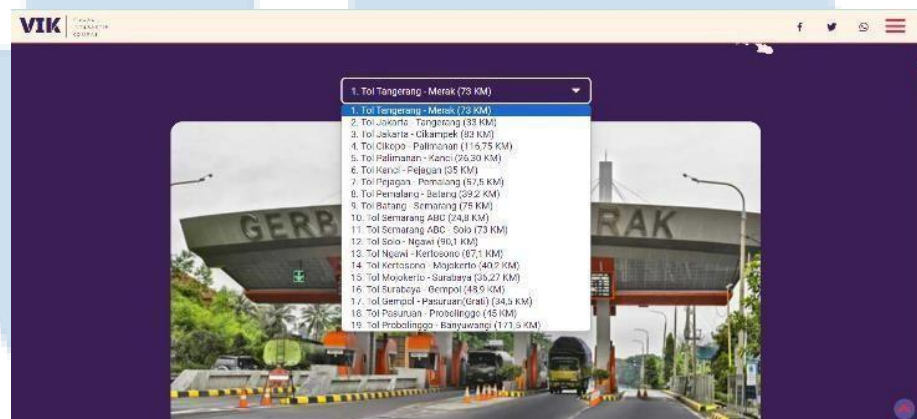 VIK
1. Tol Tangerang - Merak (73 KM)
1. Tol Tangerang - Merak (73 KM)
2. Tol Jakarta - Tangerang (33 KM)
3. Tol Jakarta - Cikampek (83 KM)
4. Tol Cikopo - Palimanan (116,75 KM)
5. Tol Palimanan - Kanci (26,30 KM)
6. Tol Kanci - Pejagan (35 KM)
7. Tol Pejagan - Pemalang (57,5 KM)
8. Tol Pemalang - Batang (39,2 KM)
9. Tol Batang - Semarang (75 KM)
10. Tol Semarang ABC (24,8 KM)
11. Tol Semarang ABC - Solo (73 KM)
12. Tol Solo - Ngawi (90,1 KM)
13. Tol Ngawi - Kertosono (87,1 KM)
14. Tol Kertosono - Mojokerto (40,2 KM)
15. Tol Mojokerto - Surabaya (36,27 KM)
16. Tol Surabaya - Gempol (48,9 KM)
17. Tol Gempol - Pasuruan(Grati) (34,5 KM)
18. Tol Pasuruan - Probolinggo (45 KM)
19. Tol Probolinggo - Banyuwangi (171,5 KM)
GERB
RAK